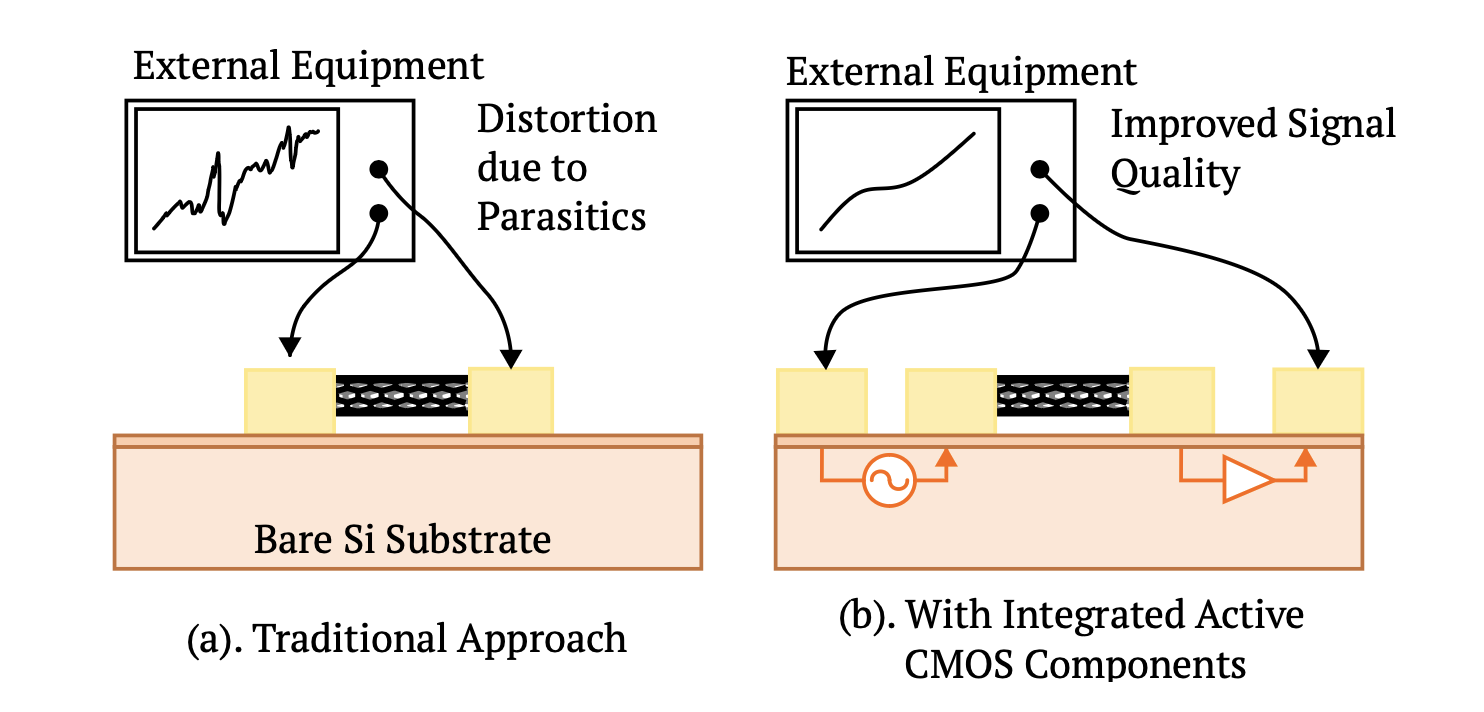 External Equipment
Distortion
due to
Parasitics
Bare Si Substrate
(a). Traditional Approach
External Equipment
Improved Signal
Quality
(b). With Integrated Active
CMOS Components